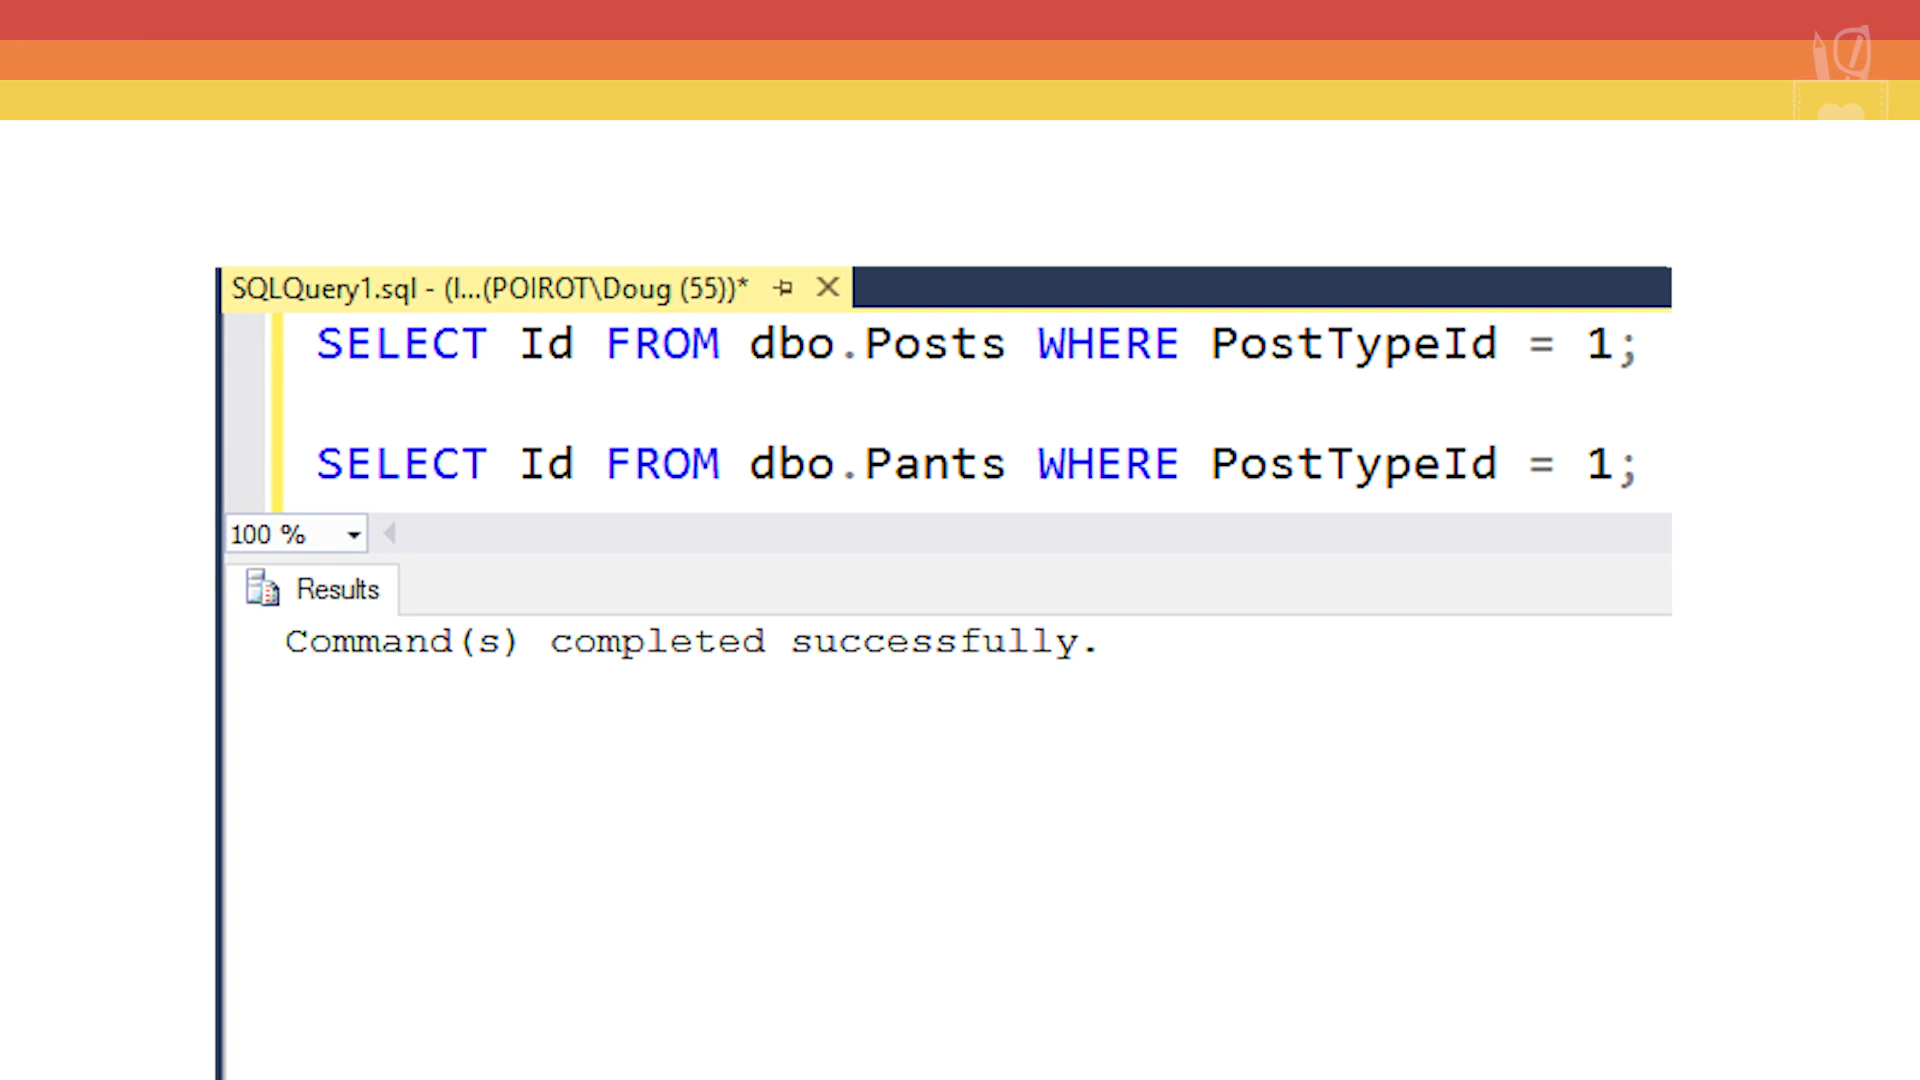 SQLQuery1.sql - (l...(POIROT\Doug (55))*
SELECT Id FROM dbo.Posts WHERE PostTypeId = 1;
SELECT Id FROM dbo.Pants WHERE PostTypeId = 1;
100 %
Results
Command(s) completed successfully.